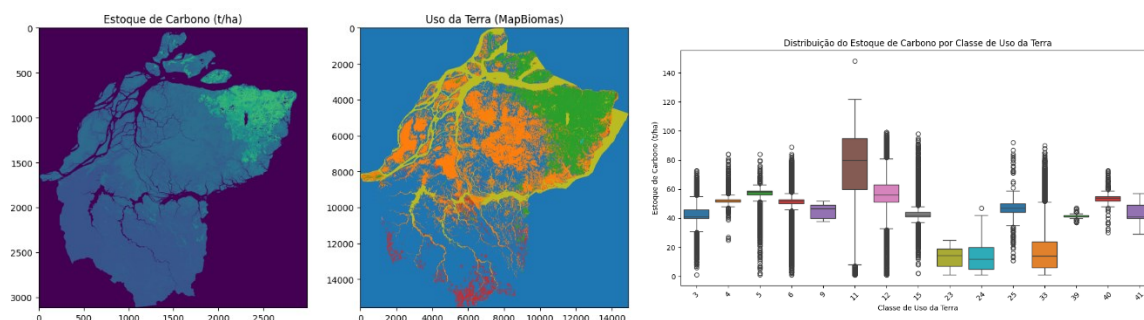 Estoque de Carbono (t/ha)
0
500
1000
1500
2000
2500
3000
0 500 1000 1500 2000 2500
Uso da Terra (MapBiomas)
0
2000
4000
6000
8000
10000
12000
14000
2000 4000 6000 8000 10000 12000 14000
Distribuição do Estoque de Carbono por Classe de Uso da Terra
Estoque de Carbono (t/ha)
140
120
100
80
60
40
20
0
3 4 5 6 9 11 12 15 23 24 25 33 39 40 41
Classe de Uso da Terra